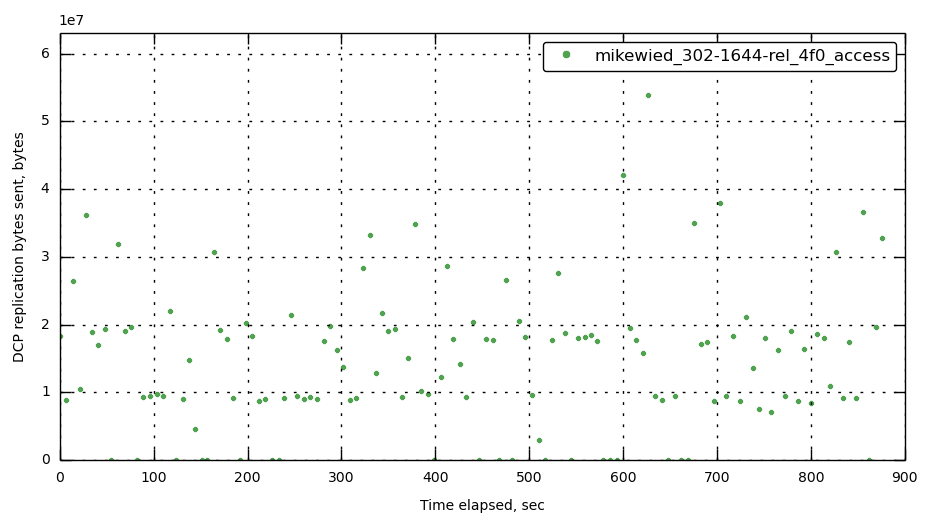 1e7
mikewied_302-1644-rel_4f0_access
DCP replication bytes sent, bytes
6
5
4
3
2
1
0
0 100 200 300 400 500 600 700 800 900
Time elapsed, sec